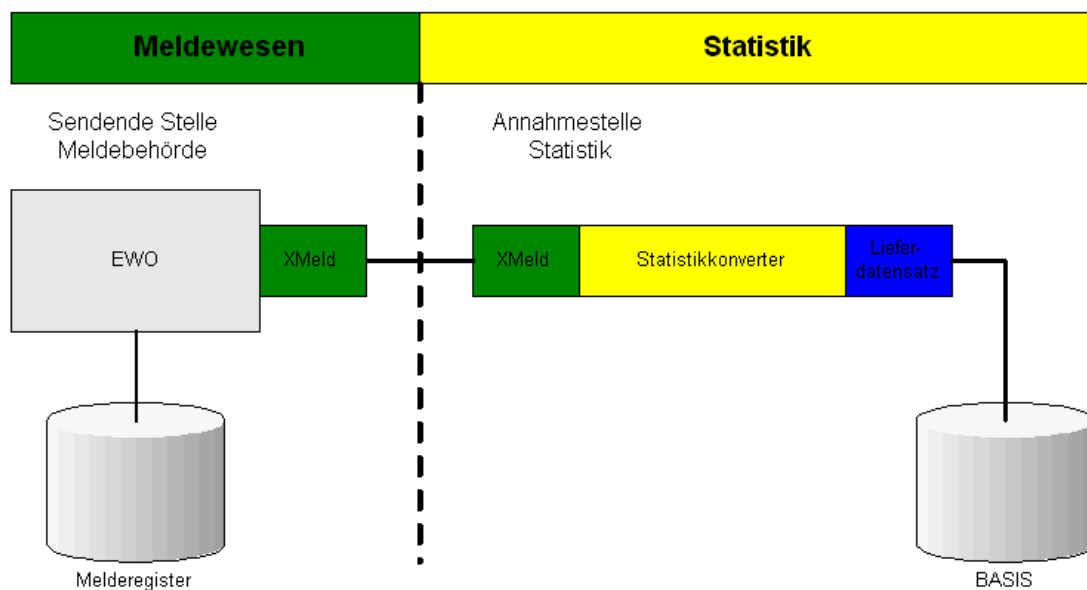 Meldewesen
Statistik
Sendende Stelle
Meldebehörde
Annahmestelle
Statistik
EWO
XMeld
XMeld
Statistikkonverter
Liefer-
datensatz
Melderegister
BASIS